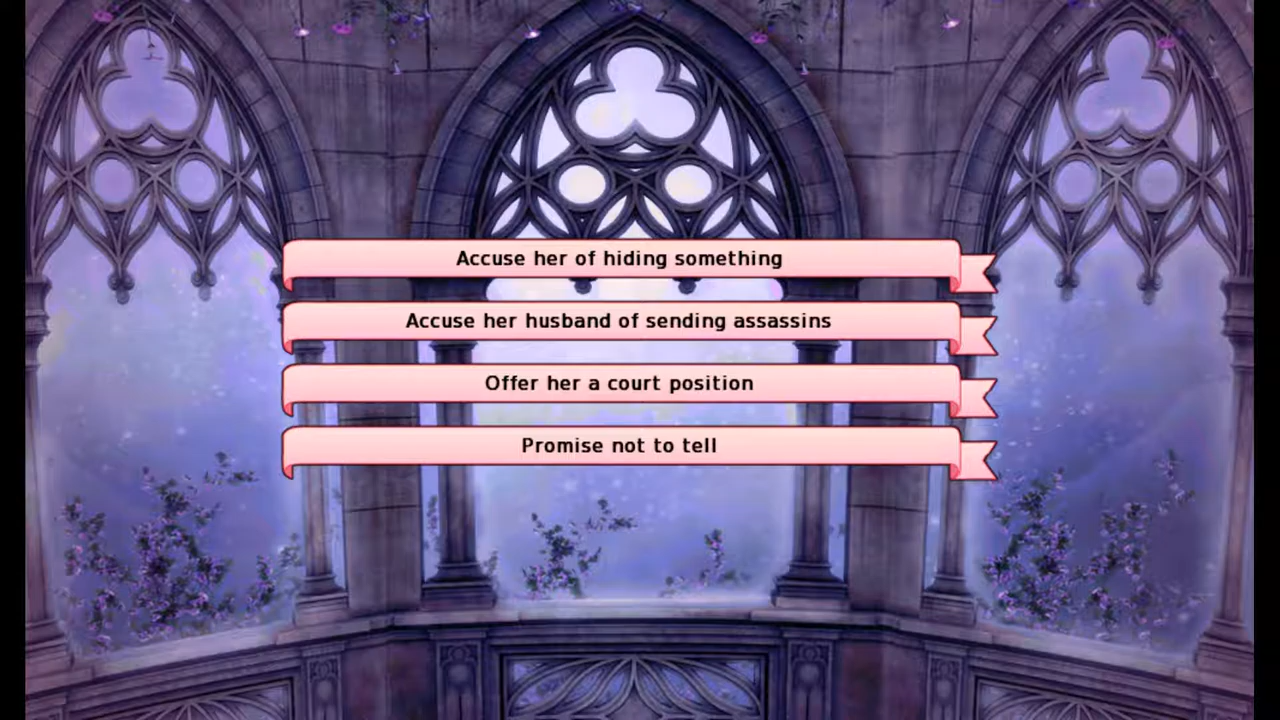 Accuse her of hiding something
Accuse her husband of sending assassins
Offer her a court position
Promise not to tell